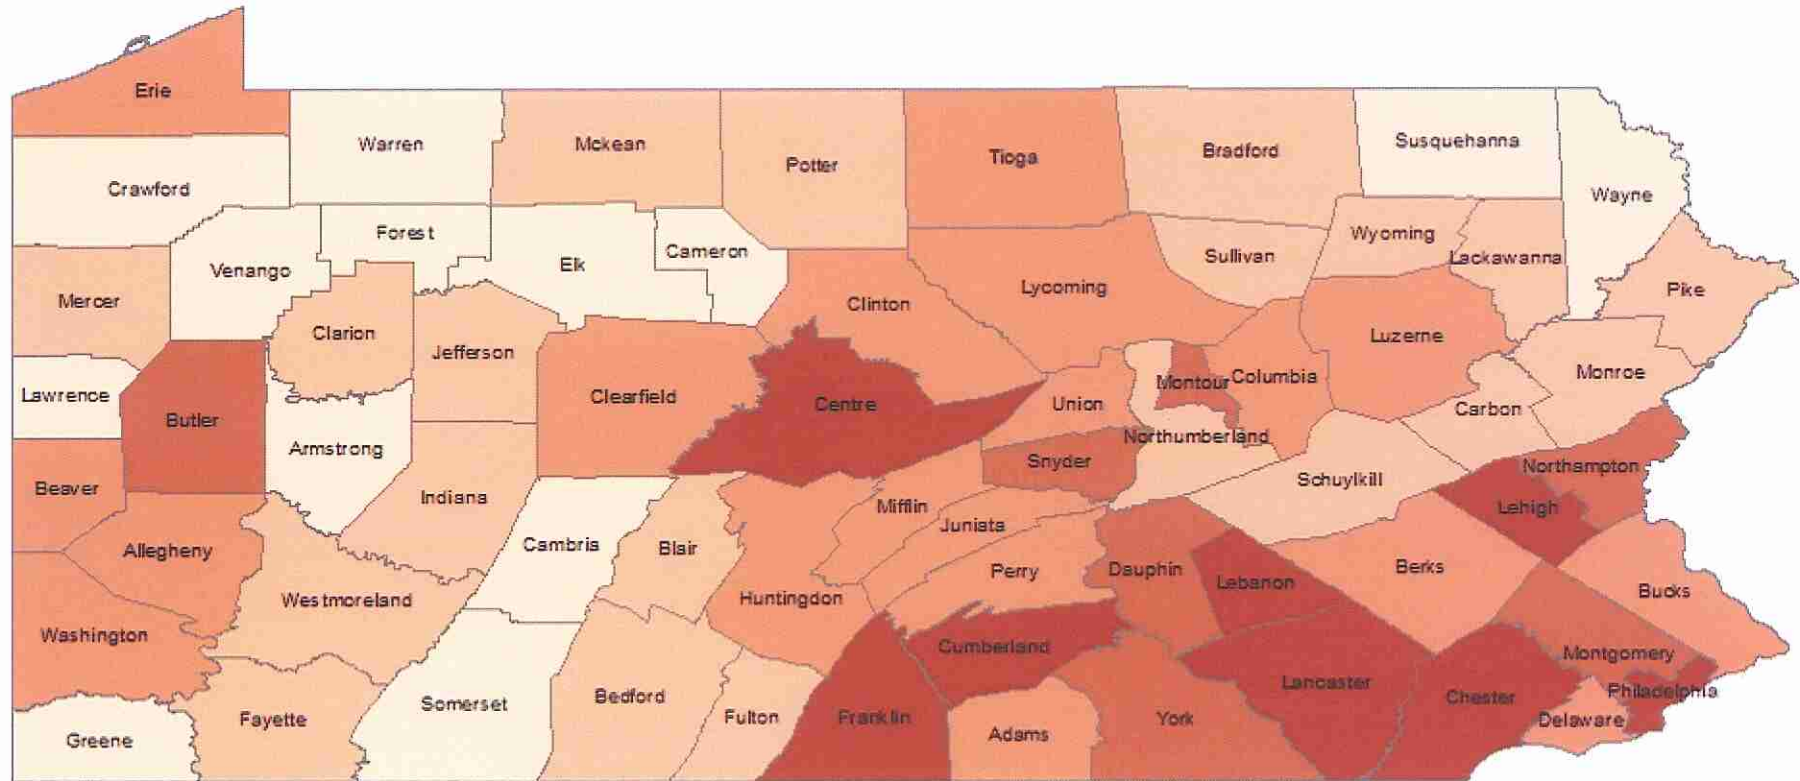 Erie
Warren
Mckean
Potter
Tioga
Bradford
Susquehanna
Wayne
Crawford
Forest
Elk
Cameron
Venango
Mercer
Clarion
Jefferson
Clinton
Lycoming
Sullivan
Wyoming
Lackawanna
Pike
Luzerne
Monroe
Lawrence
Butler
Armstrong
Clearfield
Centre
Union
Montour
Columbia
Carbon
Northumberland
Snyder
Beaver
Indiana
Schuylkill
Northampton
Lehigh
Allegheny
Cambris
Blair
Mifflin
Juniata
Perry
Dauphin
Lebanon
Berks
Bucks
Westmoreland
Huntingdon
Washington
Cumberland
Montgomery
Philadelphia
Somerset
Bedford
Fulton
Franklin
Adams
York
Lancaster
Chester
Delaware
Fayette
Greene